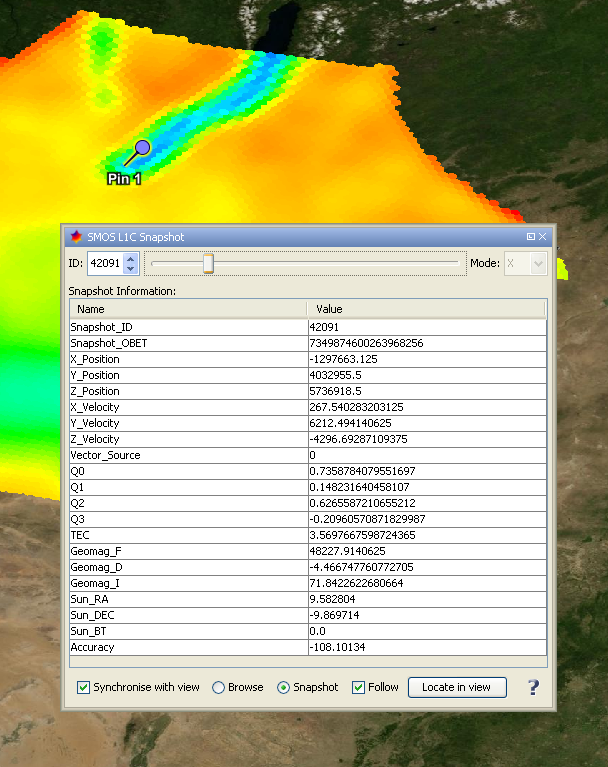 Pin 1
SMOS L1C Snapshot
ID: 42091 Mode: X
Snapshot Information:
Name Value
Snapshot_ID 42091
Snapshot_OBET 7349874600263968256
X_Position -1297663.125
Y_Position 4032955.5
Z_Position 5736918.5
X_Velocity 267.540283203125
Y_Velocity 6212.494140625
Z_Velocity -4296.69287109375
Vector_Source 0
Q0 0.7358784079551697
Q1 0.148231640458107
Q2 0.6265587210655212
Q3 -0.20960570871829987
TEC 3.5697667598724365
Geomag_F 48227.9140625
Geomag_D -4.466747760772705
Geomag_I 71.8422622680664
Sun_RA 9.582804
Sun_DEC -9.869714
Sun_BT 0.0
Accuracy -108.10134
Synchronise with view Browse Snapshot Follow Locate in view ?